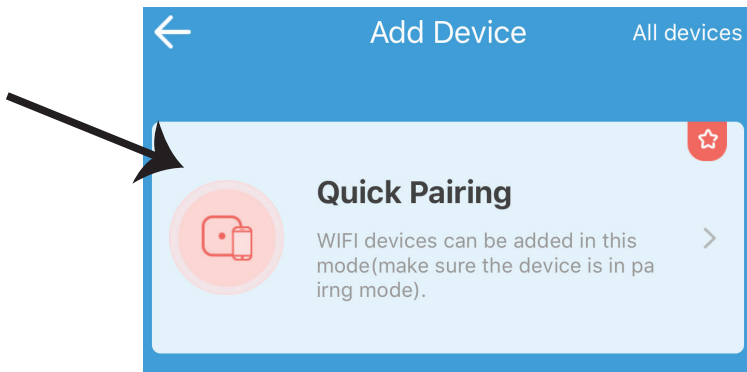 Add Device All devices
Quick Pairing
WIFI devices can be added in this
mode(make sure the device is in pa
irng mode).